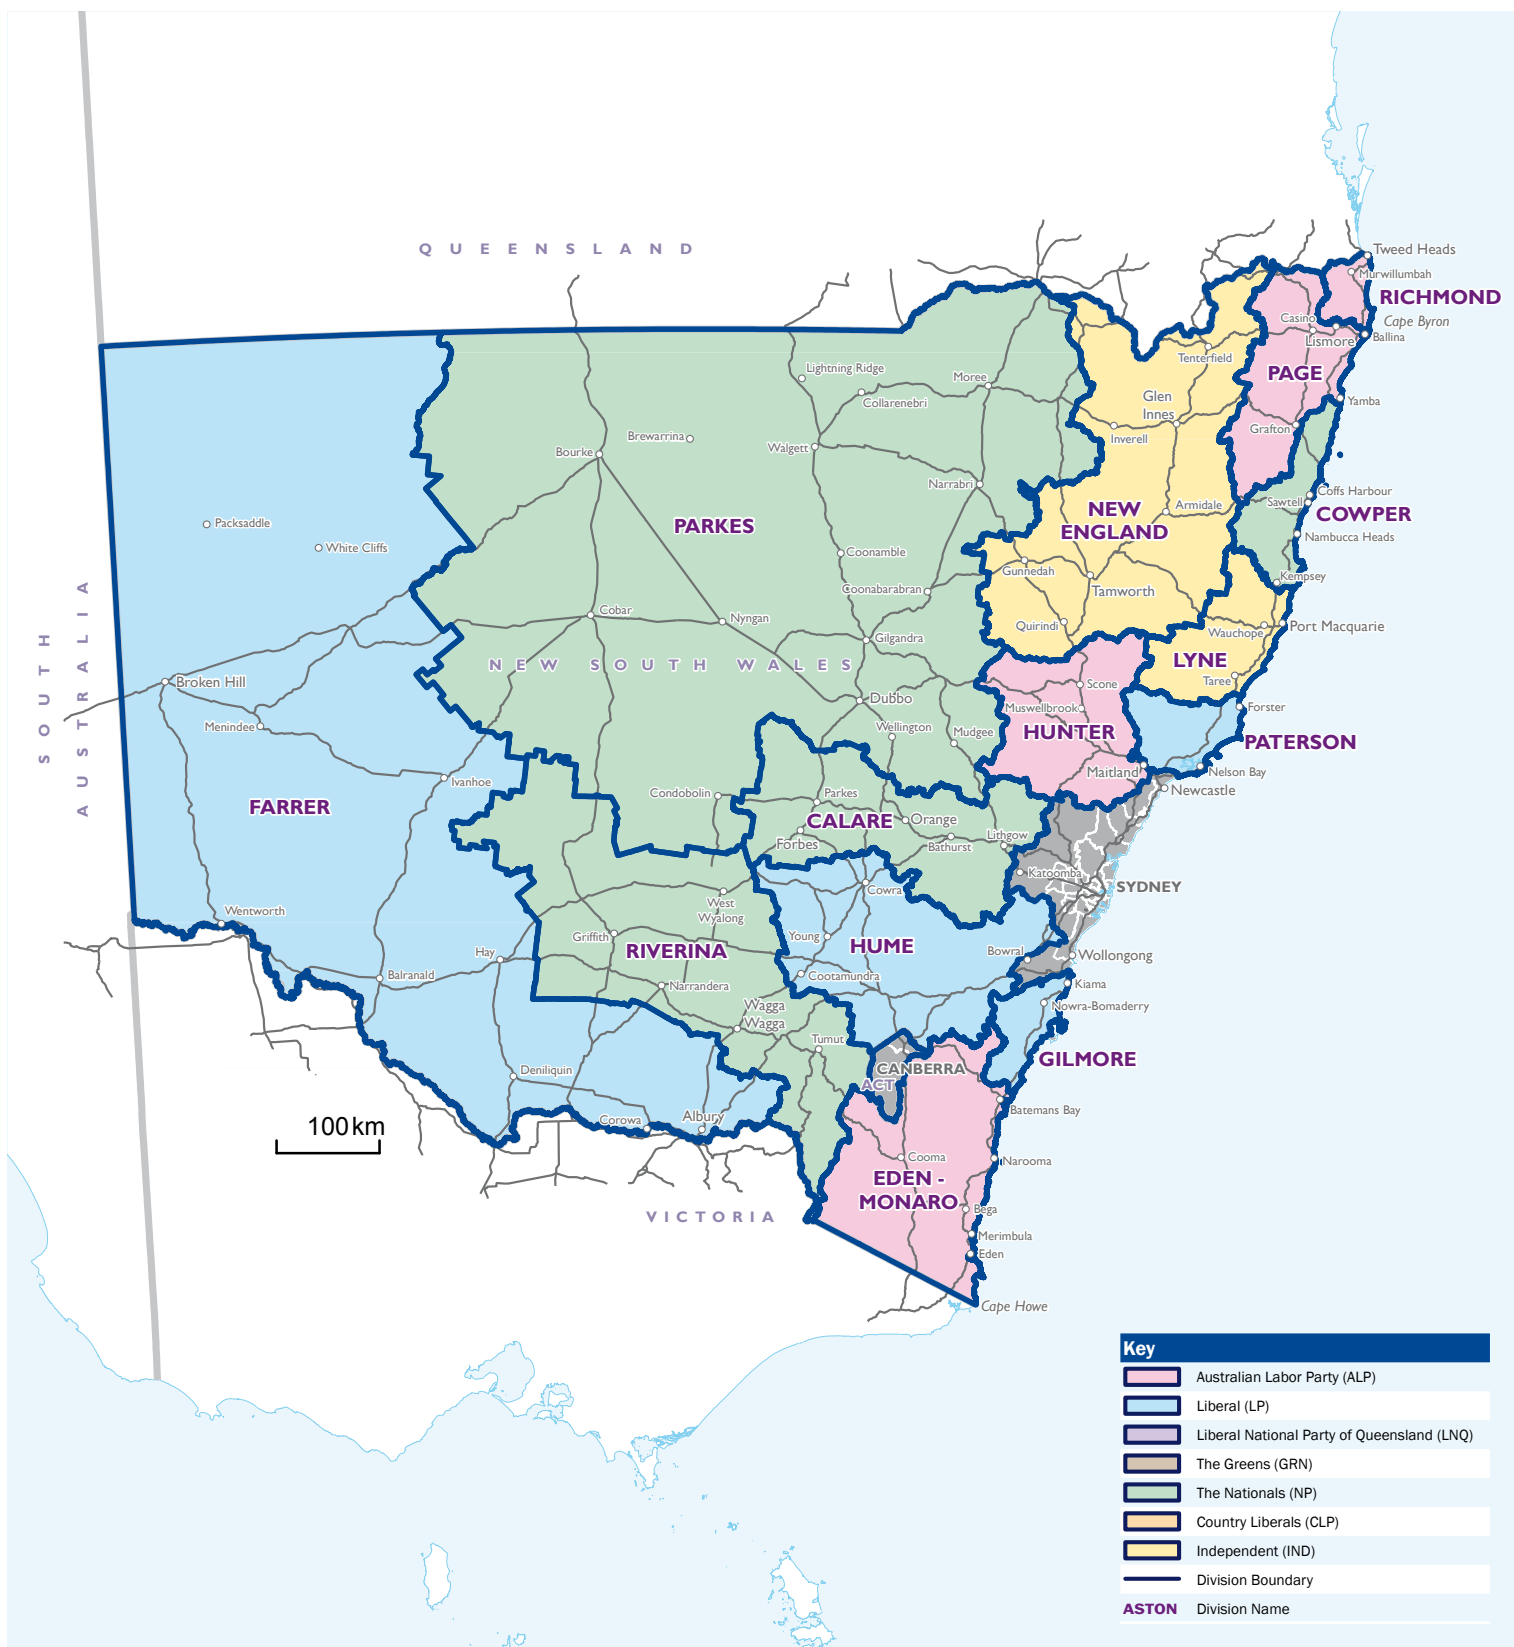 QUEENSLAND
Tweed Heads
Murwillumbah
RICHMOND
Cape Byron
Casino
Lismore
Ballina
Tenterfield
PAGE
Lightning Ridge
Moree
Collarenebri
Glen
Innes
Yamba
Grafton
Inverell
Brewarrina
Walgett
Bourke
Narrabri
Coffs Harbour
Sawtell
Armidale
NEW
ENGLAND
COWPER
Packsaddle
PARKES
Nambucca Heads
White Cliffs
Coonamble
Gunnedah
Kempsey
Coonabarabran
Tamworth
SOUTH
AUSTRALIA
Cobar
Nyngan
Quirindi
Wauchope
Port Macquarie
Gilgandra
NEW SOUTH WALES
LYNE
Broken Hill
Scone
Taree
Dubbo
Muswellbrook
Forster
Menindee
Wellington
Mudgee
HUNTER
PATERSON
Maitland
Nelson Bay
Ivanhoe
Newcastle
Condobolin
Parkes
FARRER
CALARE
Orange
Forbes
Bathurst
Lithgow
Katoomba
SYDNEY
Cowra
West
Wyalong
Wentworth
Griffith
Young
HUME
RIVERINA
Hay
Bowral
Wollongong
Balranald
Cootamundra
Narrandera
Kiama
Wagga
Wagga
Nowra-Bomaderry
Tumut
GILMORE
Deniliquin
CANBERRA
ACT
100 km
Corowa
Albury
Batemans Bay
Cooma
Narooma
EDEN -
MONARO
VICTORIA
Bega
Merimbula
Eden
Cape Howe
Key
Australian Labor Party (ALP)
Liberal (LP)
Liberal National Party of Queensland (LNQ)
The Greens (GRN)
The Nationals (NP)
Country Liberals (CLP)
Independent (IND)
Division Boundary
ASTON Division Name